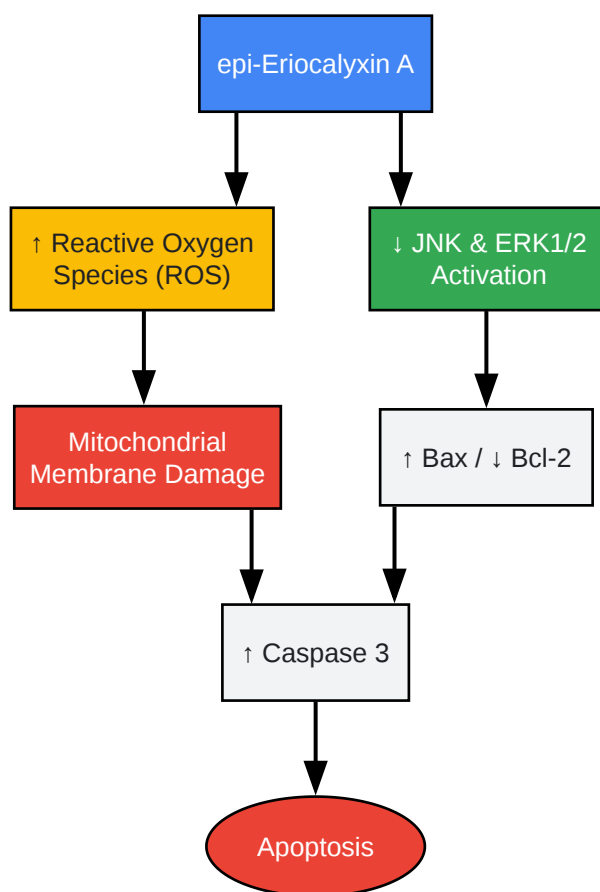 epi-Eriocalyxin A
↑ Reactive Oxygen
Species (ROS)
↓ JNK & ERK1/2
Activation
Mitochondrial
Membrane Damage
↑ Bax / ↓ Bcl-2
↑ Caspase 3
Apoptosis